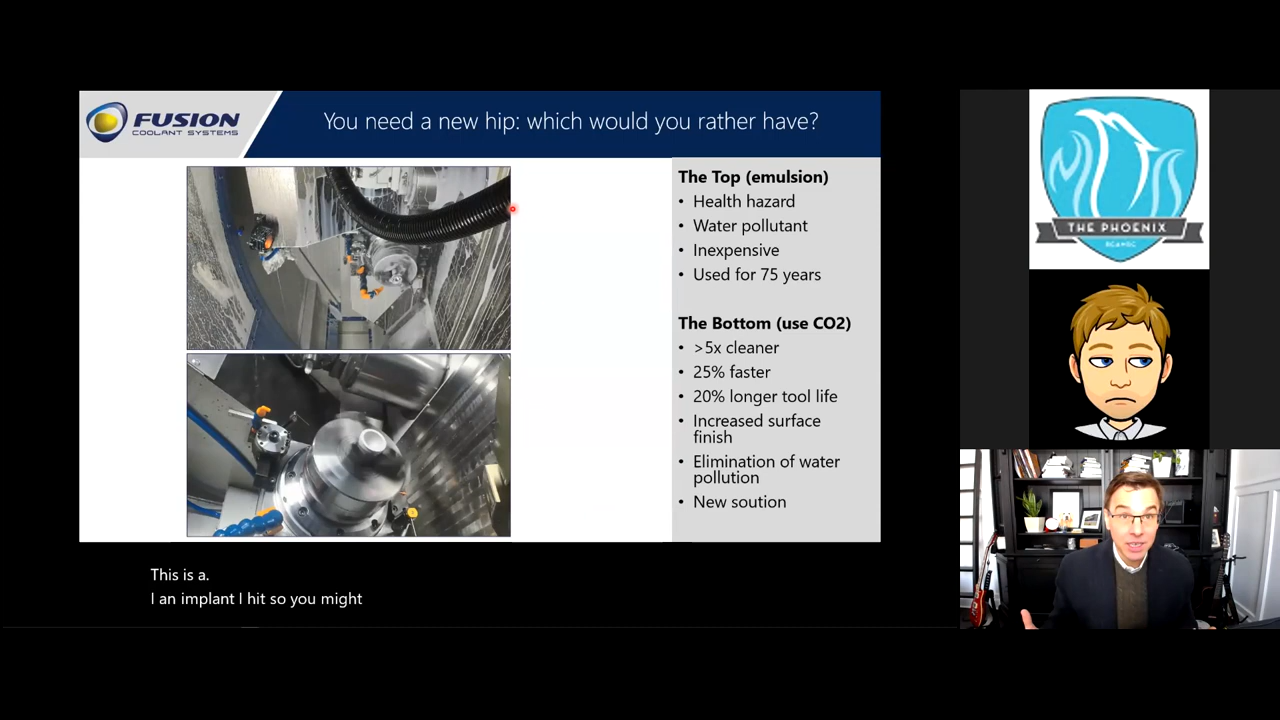 FUSION
COOLANT SYSTEMS
You need a new hip: which would you rather have?
The Top (emulsion)
• Health hazard
• Water pollutant
• Inexpensive
• Used for 75 years
The Bottom (use CO2)
• >5x cleaner
• 25% faster
• 20% longer tool life
• Increased surface
finish
• Elimination of water
pollution
• New soution
This is a.
I an implant I hit so you might
THE PHOENIX